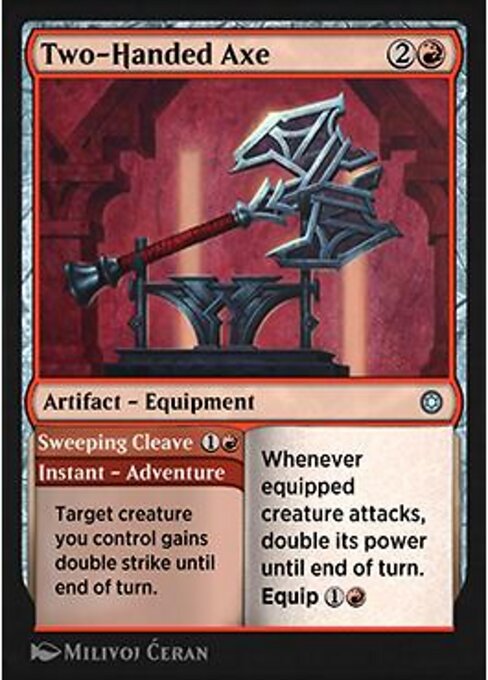 Two-Handed Axe 2
Artifact – Equipment
Sweeping Cleave 1
Instant – Adventure
Target creature
you control gains
double strike until
end of turn.
Whenever
equipped
creature attacks,
double its power
until end of turn.
Equip 1
Milivoj Ćeran